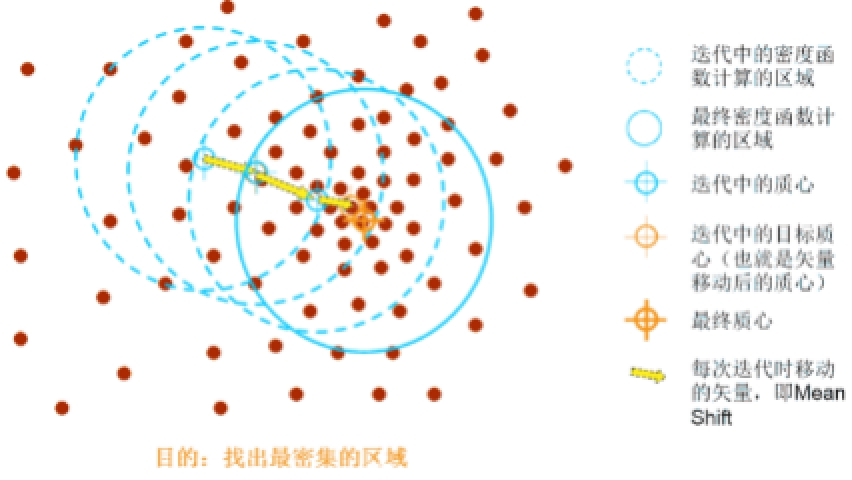 迭代中的密度函
数计算的区域
最终密度函数计
算的区域
迭代中的质心
迭代中的目标质
心（也就是矢量
移动后的质心）
最终质心
每次迭代时移动
的矢量，即Mean
Shift
目的：找出最密集的区域